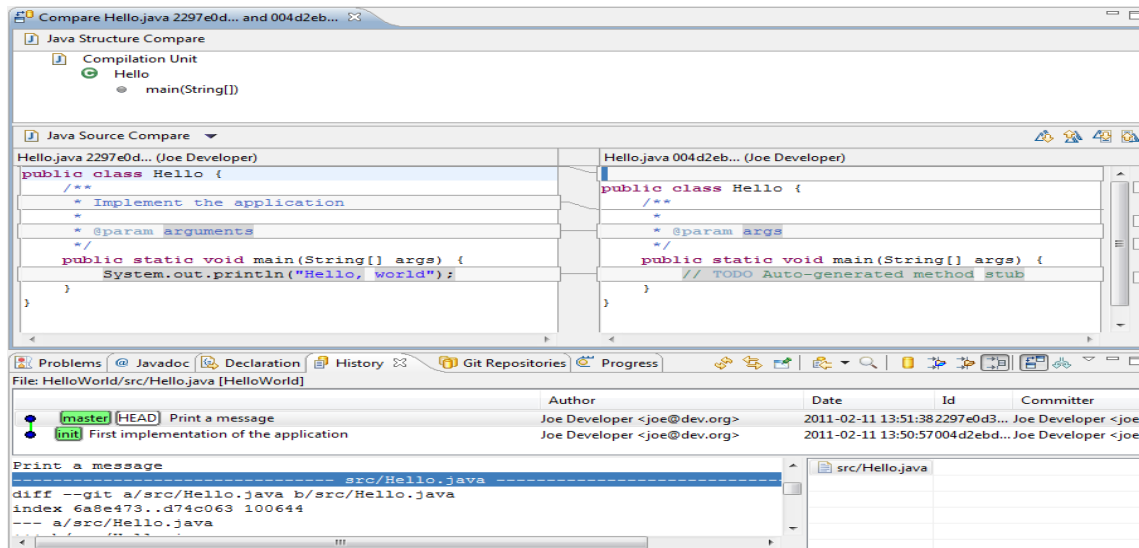 Compare Hello.java 2297e0d... and 004d2eb...
Java Structure Compare
Compilation Unit
Hello
main(String[])
Java Source Compare
Hello.java 2297e0d... (Joe Developer)
public class Hello {
/**
* Implement the application
*
* @param arguments
*/
public static void main(String[] args) {
System.out.println("Hello, world");
}
}
Hello.java 004d2eb... (Joe Developer)
public class Hello {
/**
*
* @param args
*/
public static void main(String[] args) {
// TODO Auto-generated method stub
}
}
Problems @ Javadoc Declaration History Git Repositories Progress
File: HelloWorld/src/Hello.java [HelloWorld]
Author Date Id Committer
master HEAD Print a message Joe Developer <joe@dev.org> 2011-02-11 13:51:38 2297e0d3... Joe Developer <joe
init First implementation of the application Joe Developer <joe@dev.org> 2011-02-11 13:50:57 004d2ebd... Joe Developer <joe
Print a message
-------------------------------- src/Hello.java --------------------------------
diff --git a/src/Hello.java b/src/Hello.java
index 6a8e473..d74c063 100644
--- a/src/Hello.java
src/Hello.java